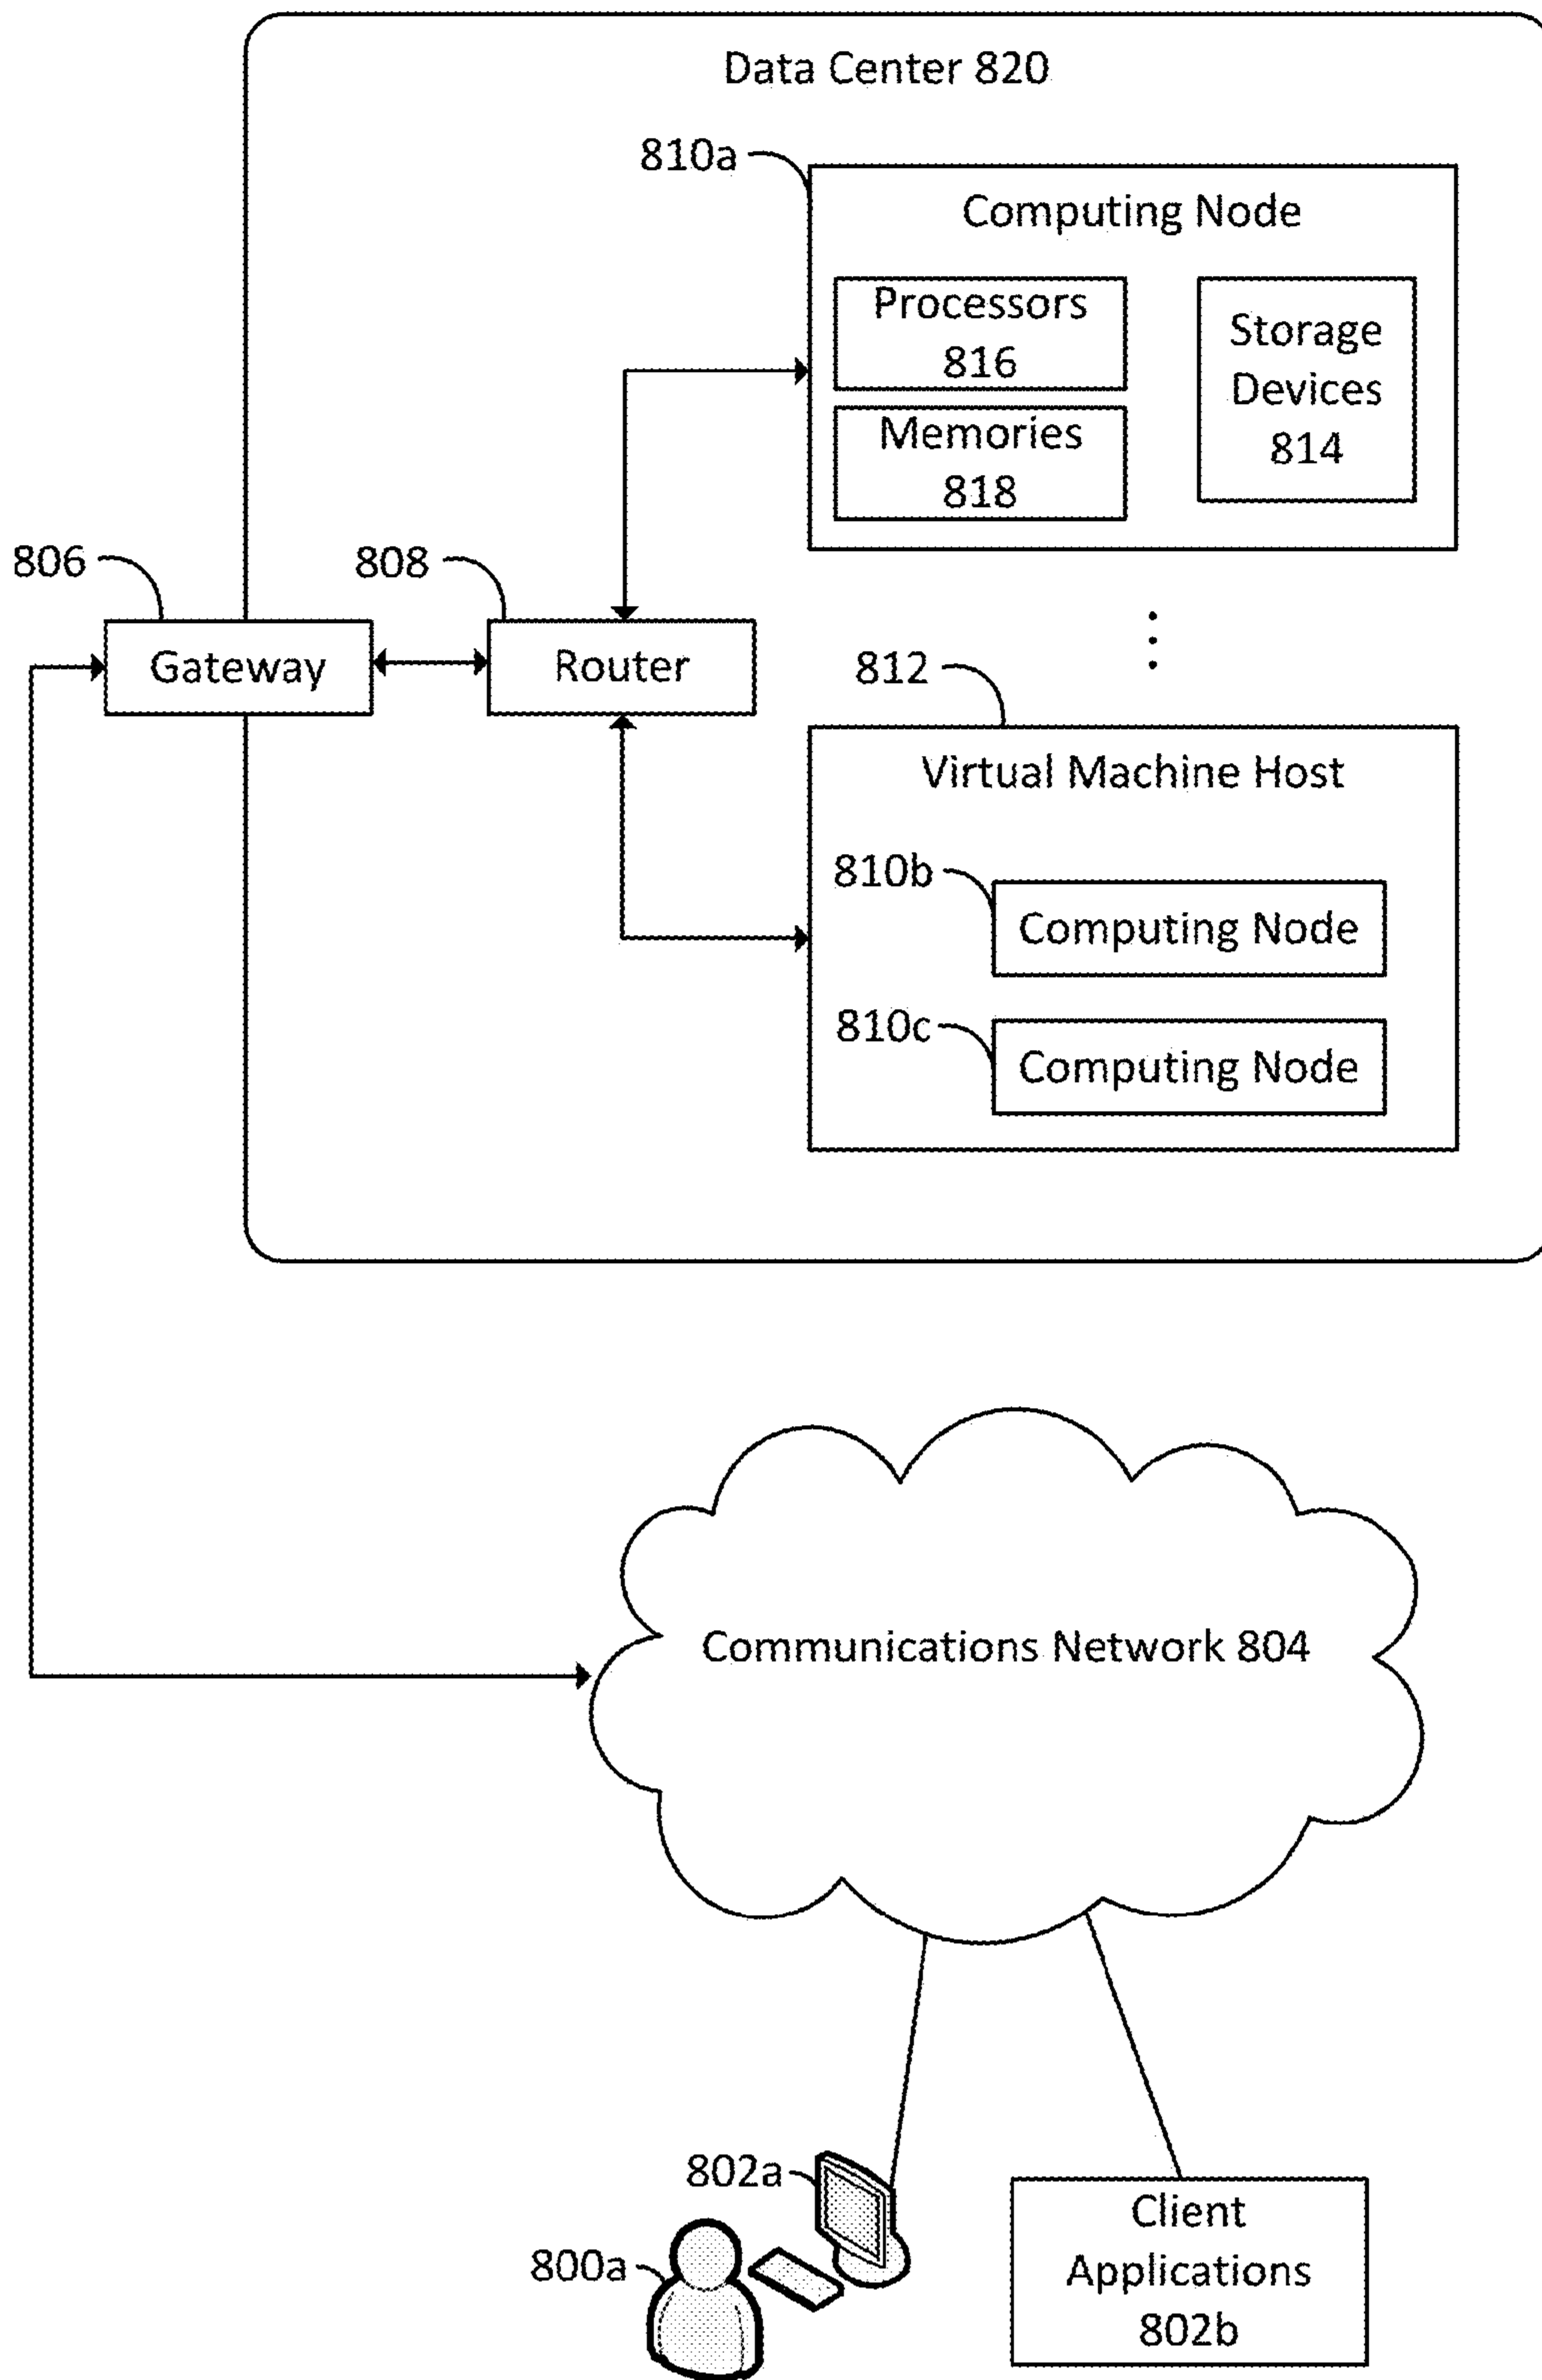 Data Center 820
810a
Computing Node
Processors
816
Storage
Devices
814
Memories
818
806
808
Gateway
Router
812
Virtual Machine Host
810b
Computing Node
810c
Computing Node
Communications Network 804
802a
800a
Client
Applications
802b